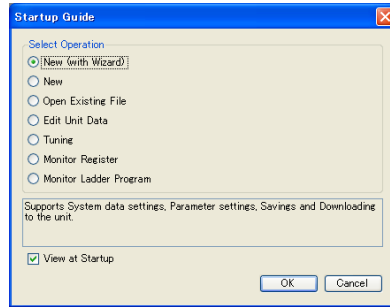 Startup Guide
Select Operation
New (with Wizard)
New
Open Existing File
Edit Unit Data
Tuning
Monitor Register
Monitor Ladder Program
Supports System data settings, Parameter settings, Savings and Downloading
to the unit.
View at Startup
OK
Cancel